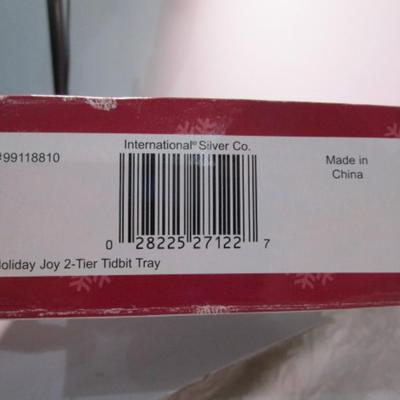 International® Silver Co.
#99118810
Made in
China
0 28225 27122 7
Holiday Joy 2-Tier Tidbit Tray